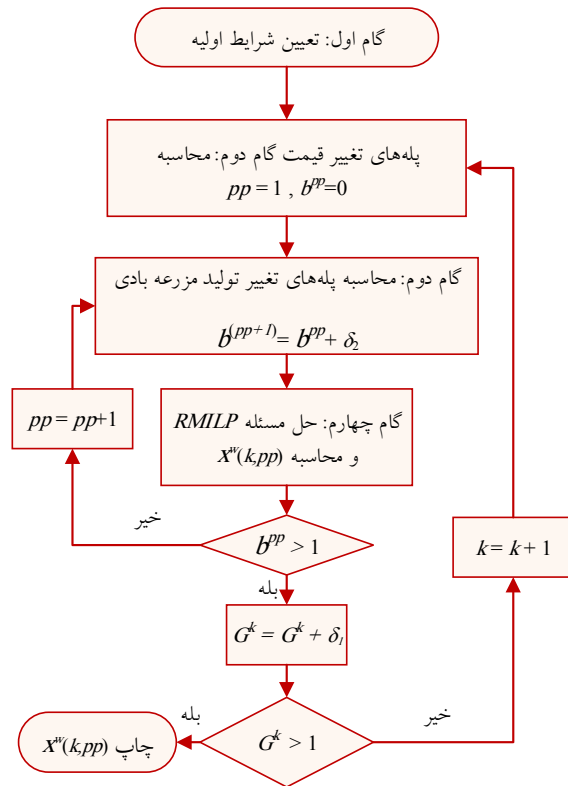 گام اول: تعیین شرایط اولیه
پله‌های تغییر قیمت گام دوم: محاسبه
pp = 1 , b^pp=0
گام دوم: محاسبه پله‌های تغییر تولید مزرعه بادی
b^(pp+1)= b^pp+ δ₂
pp = pp+1
گام چهارم: حل مسئله RMILP
و محاسبه X^w(k,pp)
خیر
b^pp > 1
k= k+ 1
بله
G^k = G^k + δ₁
بله
خیر
G^k > 1
چاپ X^w(k,pp)